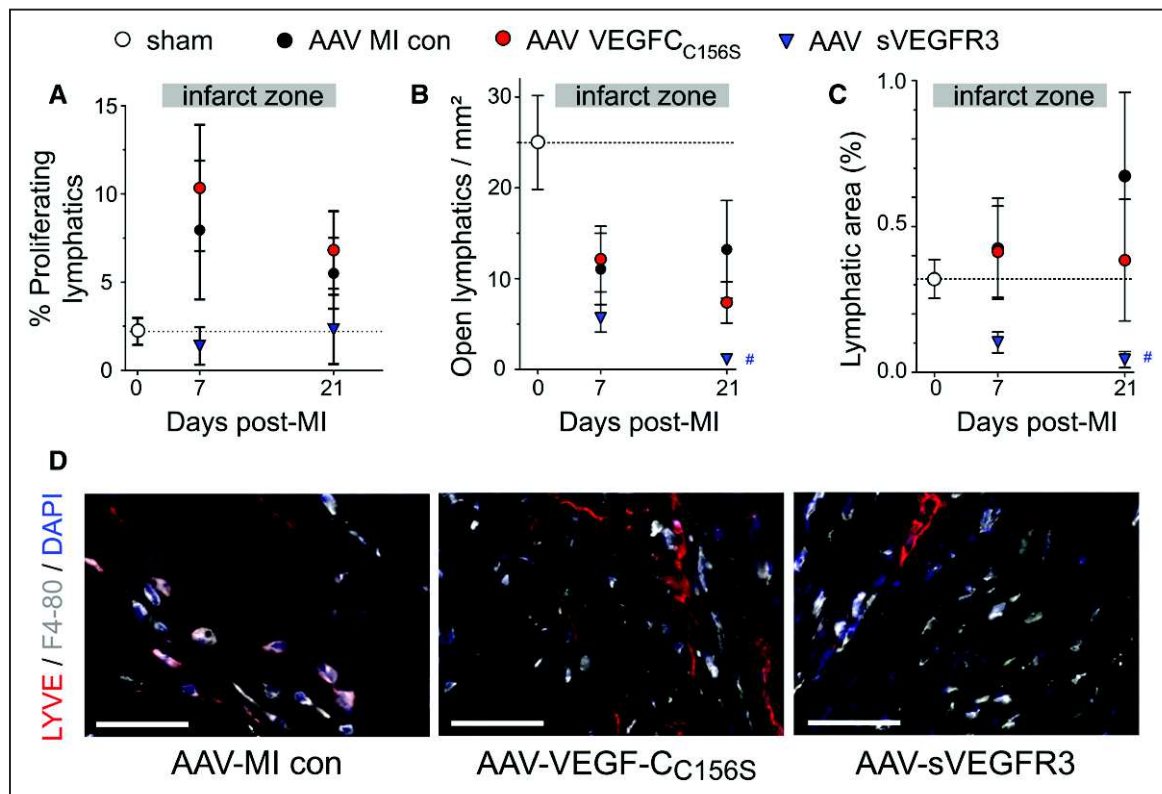 sham AAV MI con AAV VEGFC C156S AAV sVEGFR3
A infarct zone
15
10
5
0
% Proliferating
lymphatics
0 7 21
Days post-MI
B infarct zone
30
20
10
0
Open lymphatics / mm²
#
0 7 21
Days post-MI
C infarct zone
1.0
0.5
0.0
Lymphatic area (%)
#
0 7 21
Days post-MI
D
LYVE / F4-80 / DAPI
AAV-MI con AAV-VEGF-C C156S AAV-sVEGFR3